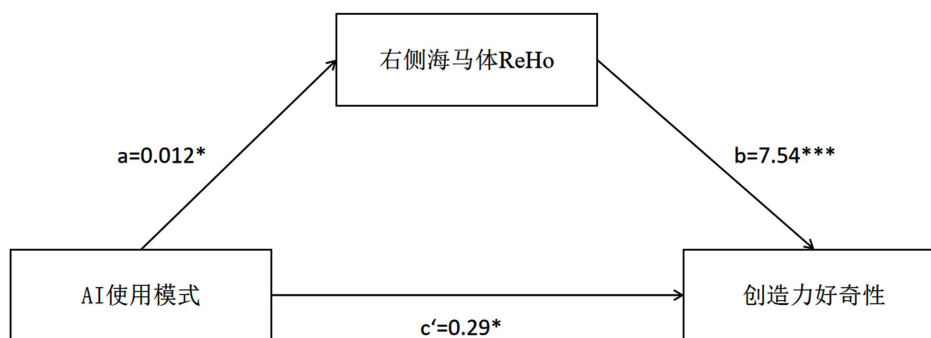 右侧海马体ReHo
a=0.012*
b=7.54***
AI使用模式
创造力好奇性
c‘=0.29*